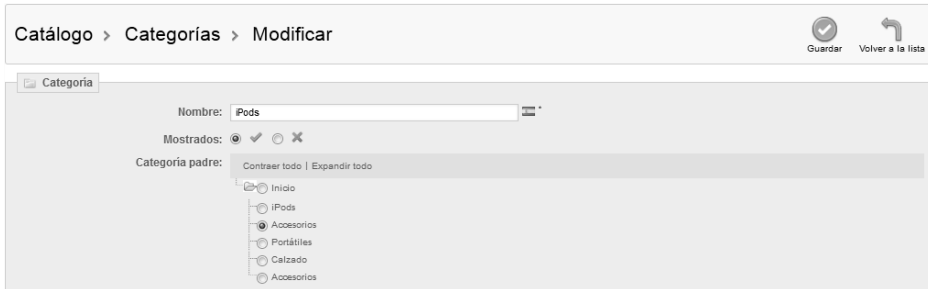 Catálogo > Categorías > Modificar
Guardar
Volver a la lista
Categoría
Nombre: iPods *
Mostrados:
Categoría padre: Contraer todo | Expandir todo
Inicio
iPods
Accesorios
Portátiles
Calzado
Accesorios